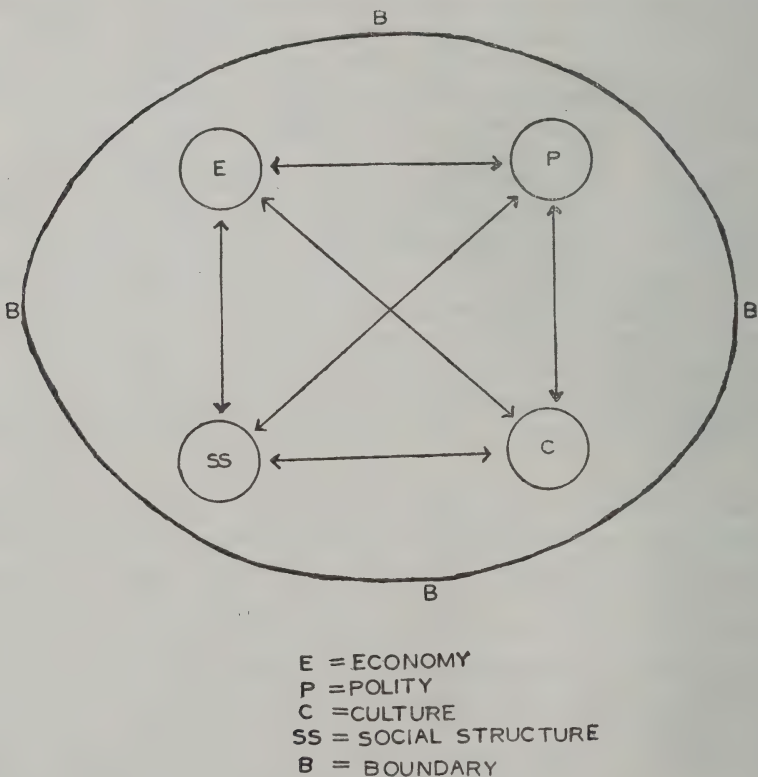 B
E
P
B
B
SS
C
B
E = ECONOMY
P = POLITY
C = CULTURE
SS = SOCIAL STRUCTURE
B = BOUNDARY